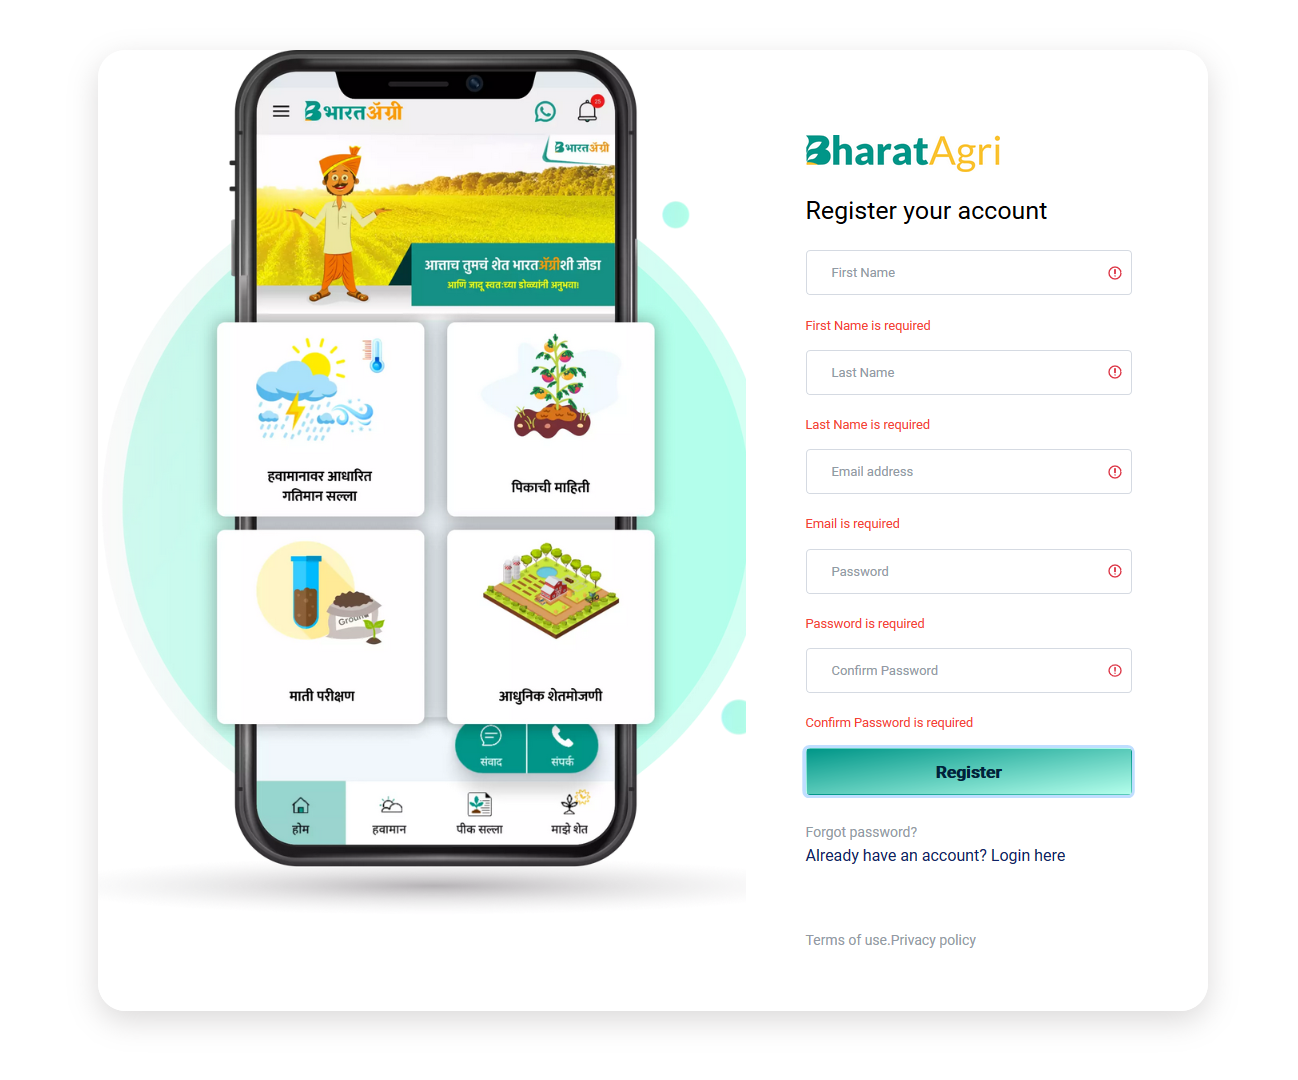 भारतॲग्री
15
भारतॲग्री
आत्ताच तुमचं शेत भारतॲग्रीशी जोडा
आणि जादू स्वतःच्या डोळ्यांनी अनुभवा!
हवामानावर आधारित
गतिमान सल्ला
पिकाची माहिती
Ground
माती परीक्षण
आधुनिक शेतमोजणी
संवाद
संपर्क
होम
हवामान
पीक सल्ला
माझे शेत
BharatAgri
Register your account
First Name
First Name is required
Last Name
Last Name is required
Email address
Email is required
Password
Password is required
Confirm Password
Confirm Password is required
Register
Forgot password?
Already have an account? Login here
Terms of use.Privacy policy